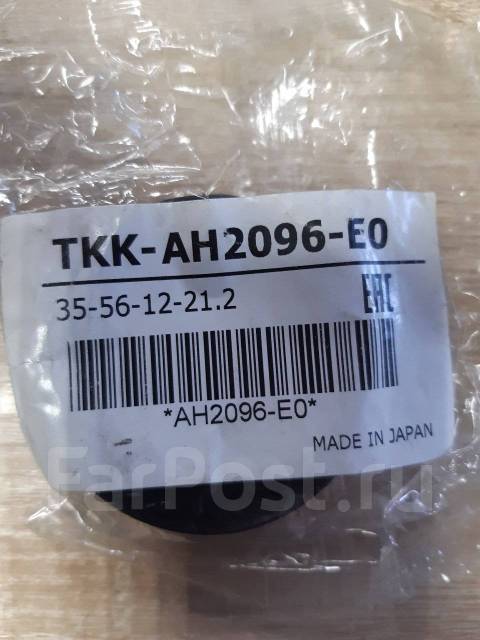 TKK-AH2096-E0
35-56-12-21.2
EAC
*AH2096-E0*
MADE IN JAPAN
FarPost.ru